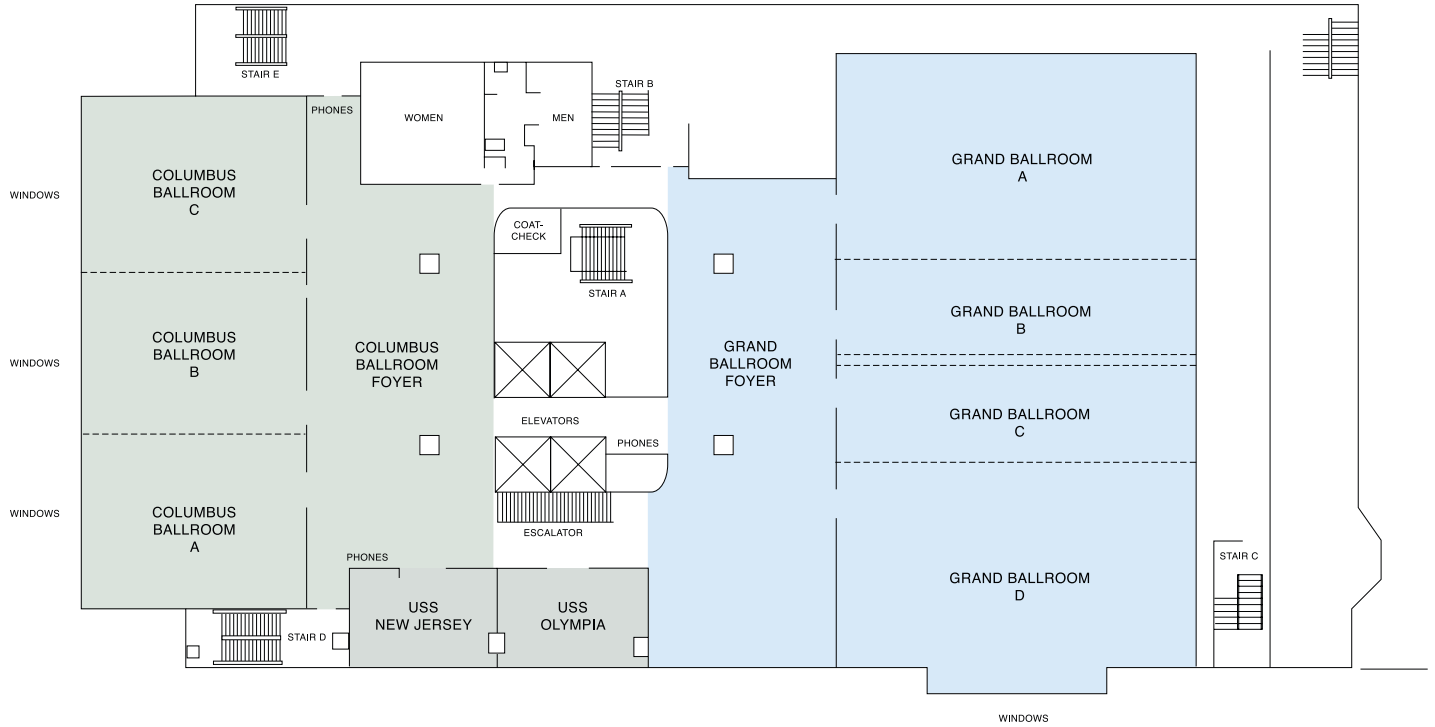 STAIR E
STAIR B
PHONES
WOMEN
MEN
GRAND BALLROOM
A
COLUMBUS
BALLROOM
C
WINDOWS
COAT-
CHECK
STAIR A
GRAND BALLROOM
B
COLUMBUS
BALLROOM
B
WINDOWS
COLUMBUS
BALLROOM
FOYER
GRAND
BALLROOM
FOYER
GRAND BALLROOM
C
ELEVATORS
PHONES
WINDOWS
COLUMBUS
BALLROOM
A
ESCALATOR
PHONES
STAIR C
GRAND BALLROOM
D
USS
NEW JERSEY
USS
OLYMPIA
STAIR D
WINDOWS